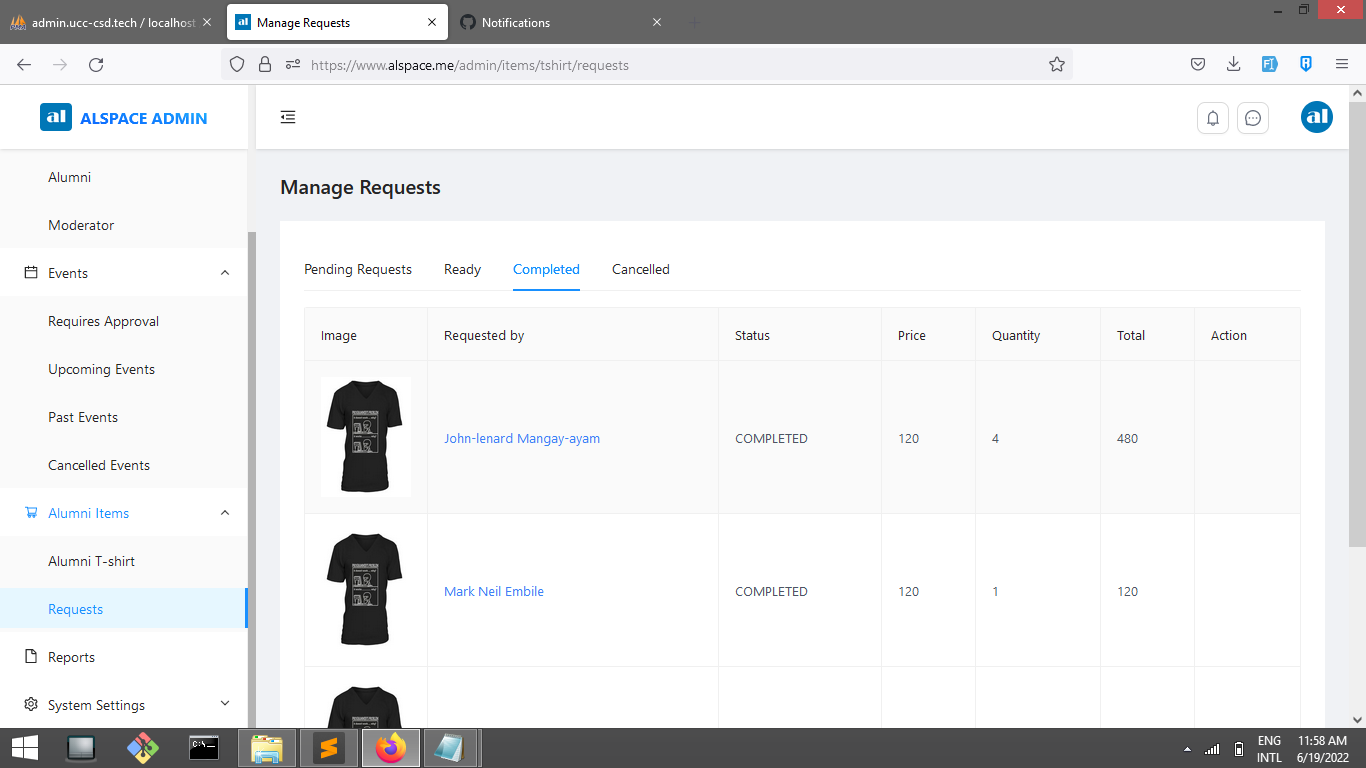 admin.ucc-csd.tech / localhost
Manage Requests
Notifications
https://www.alspace.me/admin/items/tshirt/requests
al ALSPACE ADMIN
al
Alumni
Moderator
Events
Requires Approval
Upcoming Events
Past Events
Cancelled Events
Alumni Items
Alumni T-shirt
Requests
Reports
System Settings
Manage Requests
Pending Requests Ready Completed Cancelled
Image Requested by Status Price Quantity Total Action
John-lenard Mangay-ayam COMPLETED 120 4 480
Mark Neil Embile COMPLETED 120 1 120
ENG 11:58 AM
INTL 6/19/2022